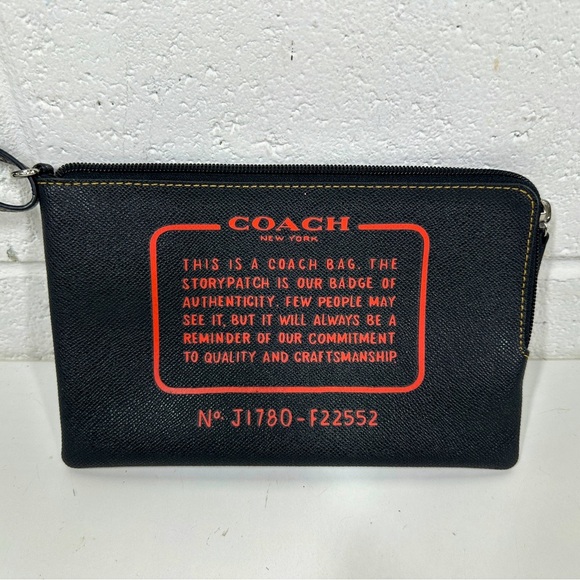 COACH
NEW YORK
THIS IS A COACH BAG. THE
STORYPATCH IS OUR BADGE OF
AUTHENTICITY. FEW PEOPLE MAY
SEE IT, BUT IT WILL ALWAYS BE A
REMINDER OF OUR COMMITMENT
TO QUALITY AND CRAFTSMANSHIP.
No. J1780-F22552